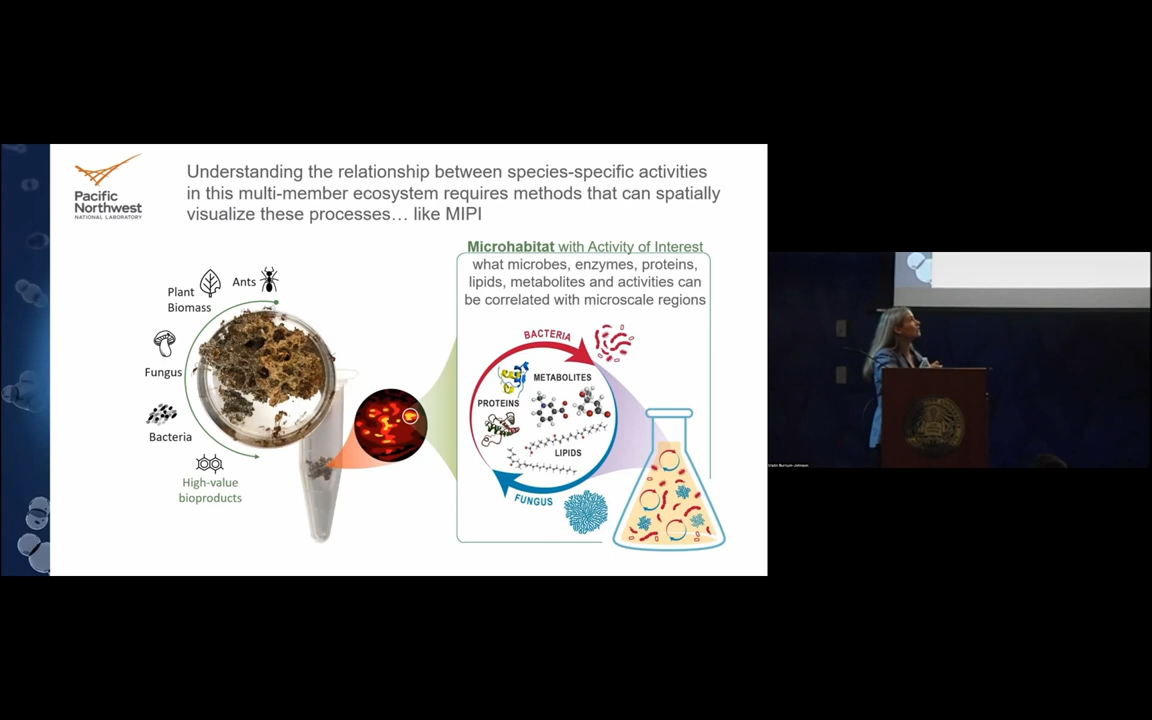 Pacific
Northwest
NATIONAL LABORATORY
Understanding the relationship between species-specific activities
in this multi-member ecosystem requires methods that can spatially
visualize these processes… like MIPI
Ants
Plant
Biomass
Fungus
Bacteria
High-value
bioproducts
Microhabitat with Activity of Interest
what microbes, enzymes, proteins,
lipids, metabolites and activities can
be correlated with microscale regions
BACTERIA
METABOLITES
PROTEINS
LIPIDS
FUNGUS
Burnum-Johnson